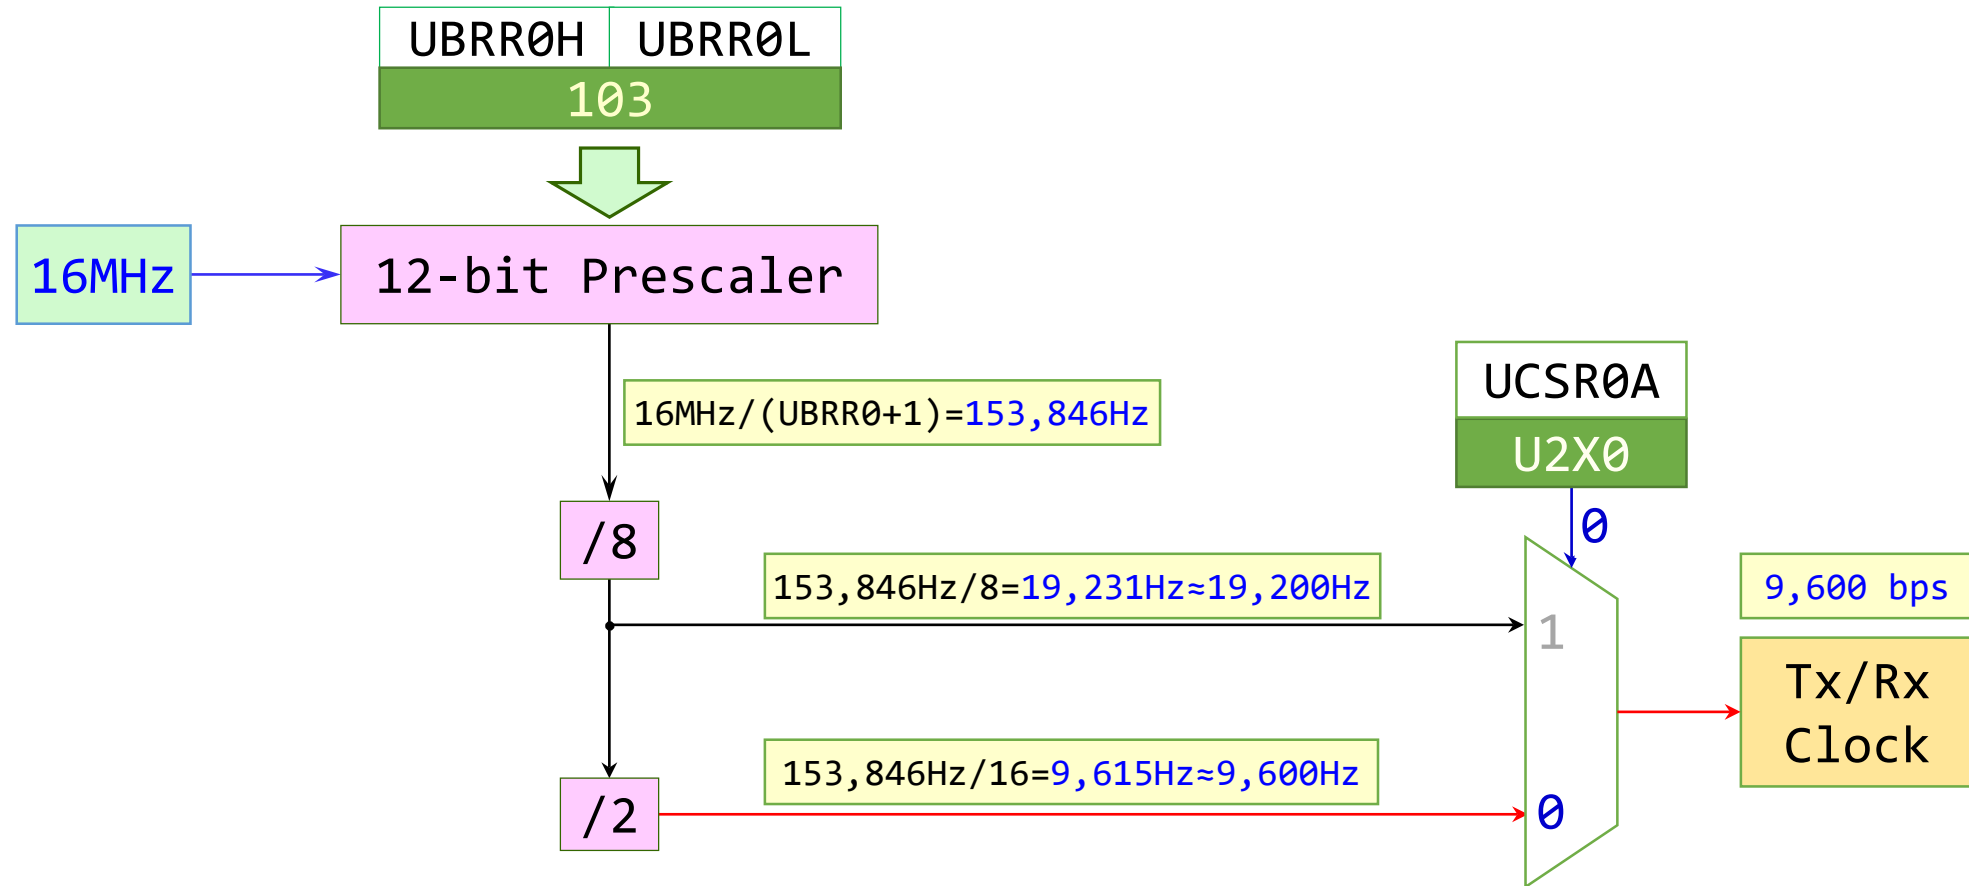 UBRR0H UBRR0L
103
16MHz
12-bit Prescaler
16MHz/(UBRR0+1)=153,846Hz
UCSR0A
U2X0
0
/8
153,846Hz/8=19,231Hz≈19,200Hz
1
9,600 bps
Tx/Rx
Clock
153,846Hz/16=9,615Hz≈9,600Hz
/2
0